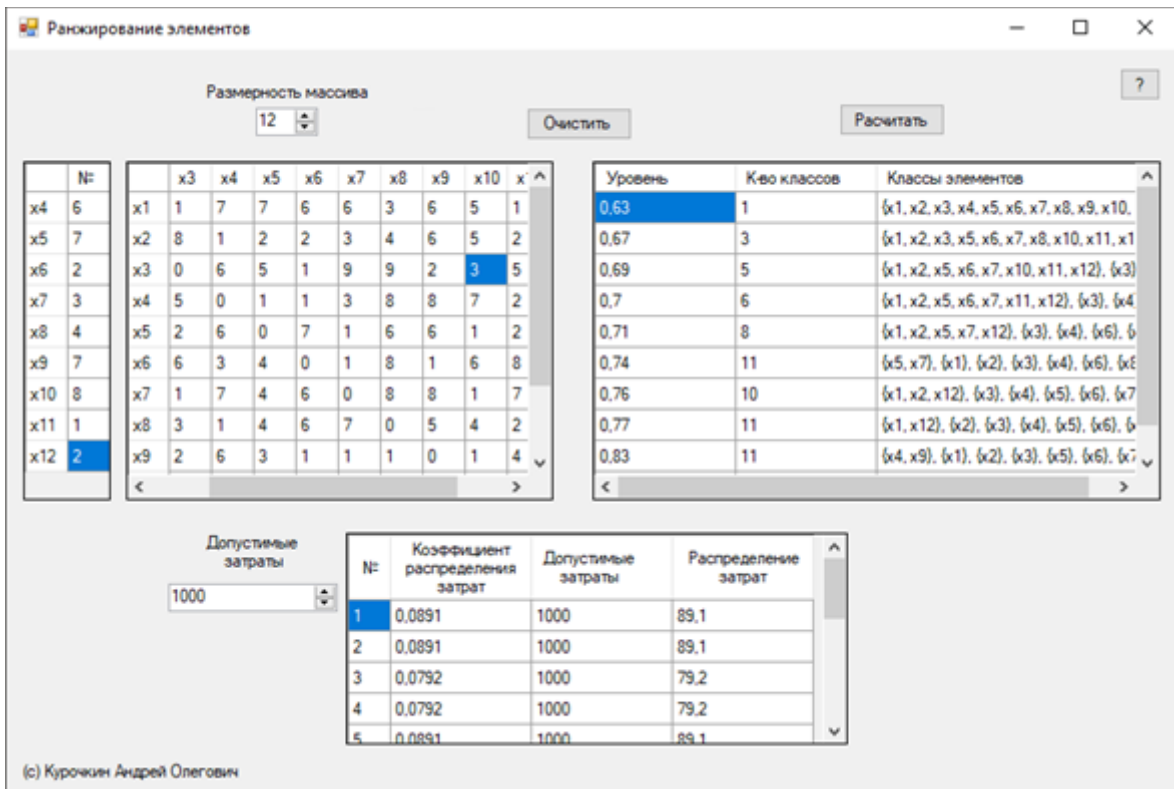 Ранжирование элементов
?
Размерность массива
12
Очистить
Расчитать
№
x4 6
x5 7
x6 2
x7 3
x8 4
x9 7
x10 8
x11 1
x12 2
x3 x4 x5 x6 x7 x8 x9 x10
x1 1 7 7 6 6 3 6 5 1
x2 8 1 2 2 3 4 6 5 2
x3 0 6 5 1 9 9 2 3 5
x4 5 0 1 1 3 8 8 7 2
x5 2 6 0 7 1 6 6 1 2
x6 6 3 4 0 1 8 1 6 8
x7 1 7 4 6 0 8 8 1 7
x8 3 1 4 6 7 0 5 4 2
x9 2 6 3 1 1 1 0 1 4
Уровень К-во классов Классы элементов
0,63 1 {x1, x2, x3, x4, x5, x6, x7, x8, x9, x10,
0,67 3 {x1, x2, x3, x5, x6, x7, x8, x10, x11, x1
0,69 5 {x1, x2, x5, x6, x7, x10, x11, x12}, {x3}
0,7 6 {x1, x2, x5, x6, x7, x11, x12}, {x3}, {x4
0,71 8 {x1, x2, x5, x7, x12}, {x3}, {x4}, {x6},
0,74 11 {x5, x7}, {x1}, {x2}, {x3}, {x4}, {x6}, {x8
0,76 10 {x1, x2, x12}, {x3}, {x4}, {x5}, {x6}, {x7
0,77 11 {x1, x12}, {x2}, {x3}, {x4}, {x5}, {x6},
0,83 11 {x4, x9}, {x1}, {x2}, {x3}, {x5}, {x6}, {x7
Допустимые
затраты
1000
№ Коэффициент распределения затрат Допустимые затраты Распределение затрат
1 0,0891 1000 89,1
2 0,0891 1000 89,1
3 0,0792 1000 79,2
4 0,0792 1000 79,2
5 0,0891 1000 89,1
(c) Курочкин Андрей Олегович